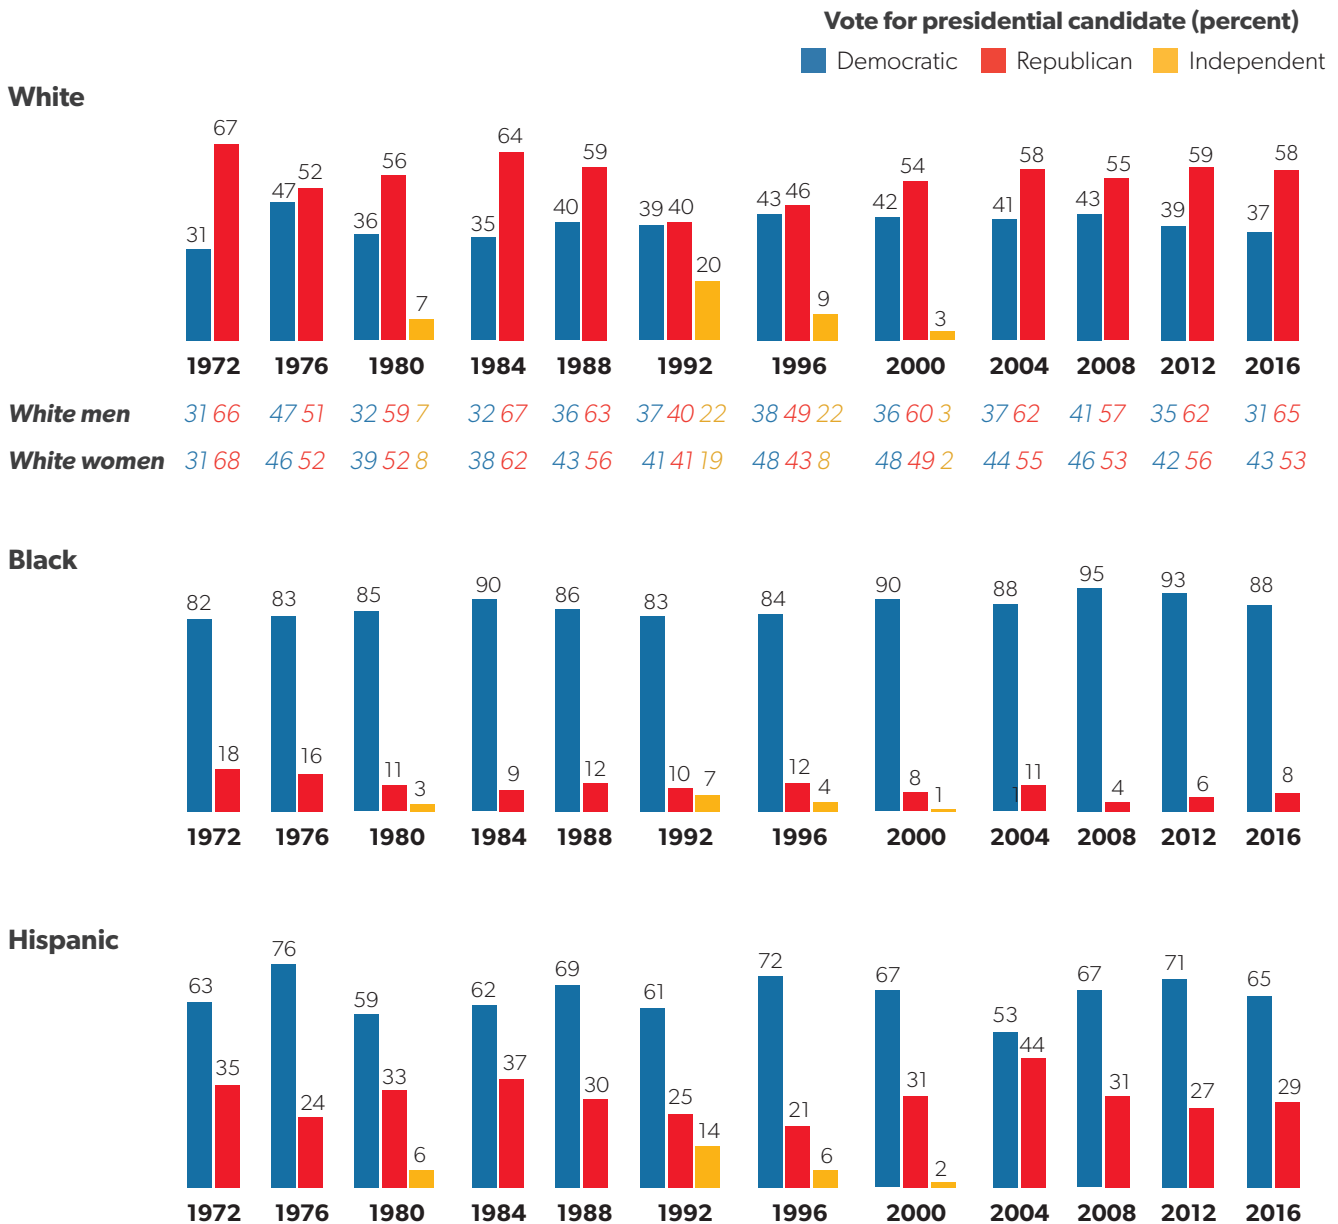 Vote for presidential candidate (percent)
Democratic Republican Independent
White
31 67 47 52 36 56 7 35 64 40 59 39 40 20 43 46 9 42 54 3 41 58 43 55 39 59 37 58
1972 1976 1980 1984 1988 1992 1996 2000 2004 2008 2012 2016
White men 31 66 47 51 32 59 7 32 67 36 63 37 40 22 38 49 22 36 60 3 37 62 41 57 35 62 31 65
White women 31 68 46 52 39 52 8 38 62 43 56 41 41 19 48 43 8 48 49 2 44 55 46 53 42 56 43 53
Black
82 18 83 16 85 11 3 90 9 86 12 83 10 7 84 12 4 90 8 1 88 1 11 95 4 93 6 88 8
1972 1976 1980 1984 1988 1992 1996 2000 2004 2008 2012 2016
Hispanic
63 35 76 24 59 33 6 62 37 69 30 61 25 14 72 21 6 67 31 2 53 44 67 31 71 27 65 29
1972 1976 1980 1984 1988 1992 1996 2000 2004 2008 2012 2016